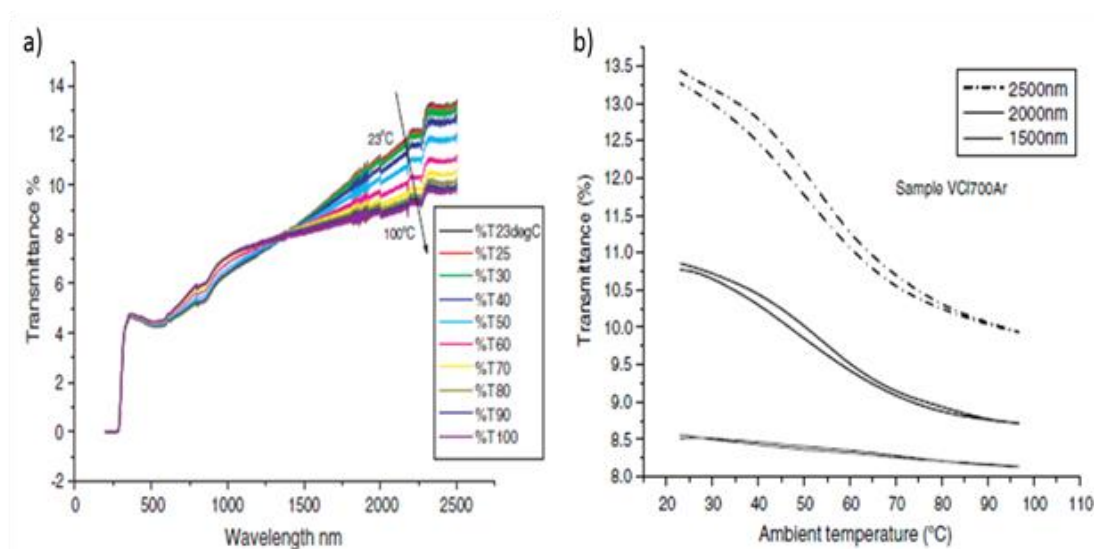 a)
Transmittance %
14
12
10
8
6
4
2
0
-2
23°C
100°C
%T23degC
%T25
%T30
%T40
%T50
%T60
%T70
%T80
%T90
%T100
0 500 1000 1500 2000 2500
Wavelength nm
b)
Transmittance (%)
13.5
13.0
12.5
12.0
11.5
11.0
10.5
10.0
9.5
9.0
8.5
8.0
2500nm
2000nm
1500nm
Sample VCI700Ar
20 30 40 50 60 70 80 90 100 110
Ambient temperature (°C)